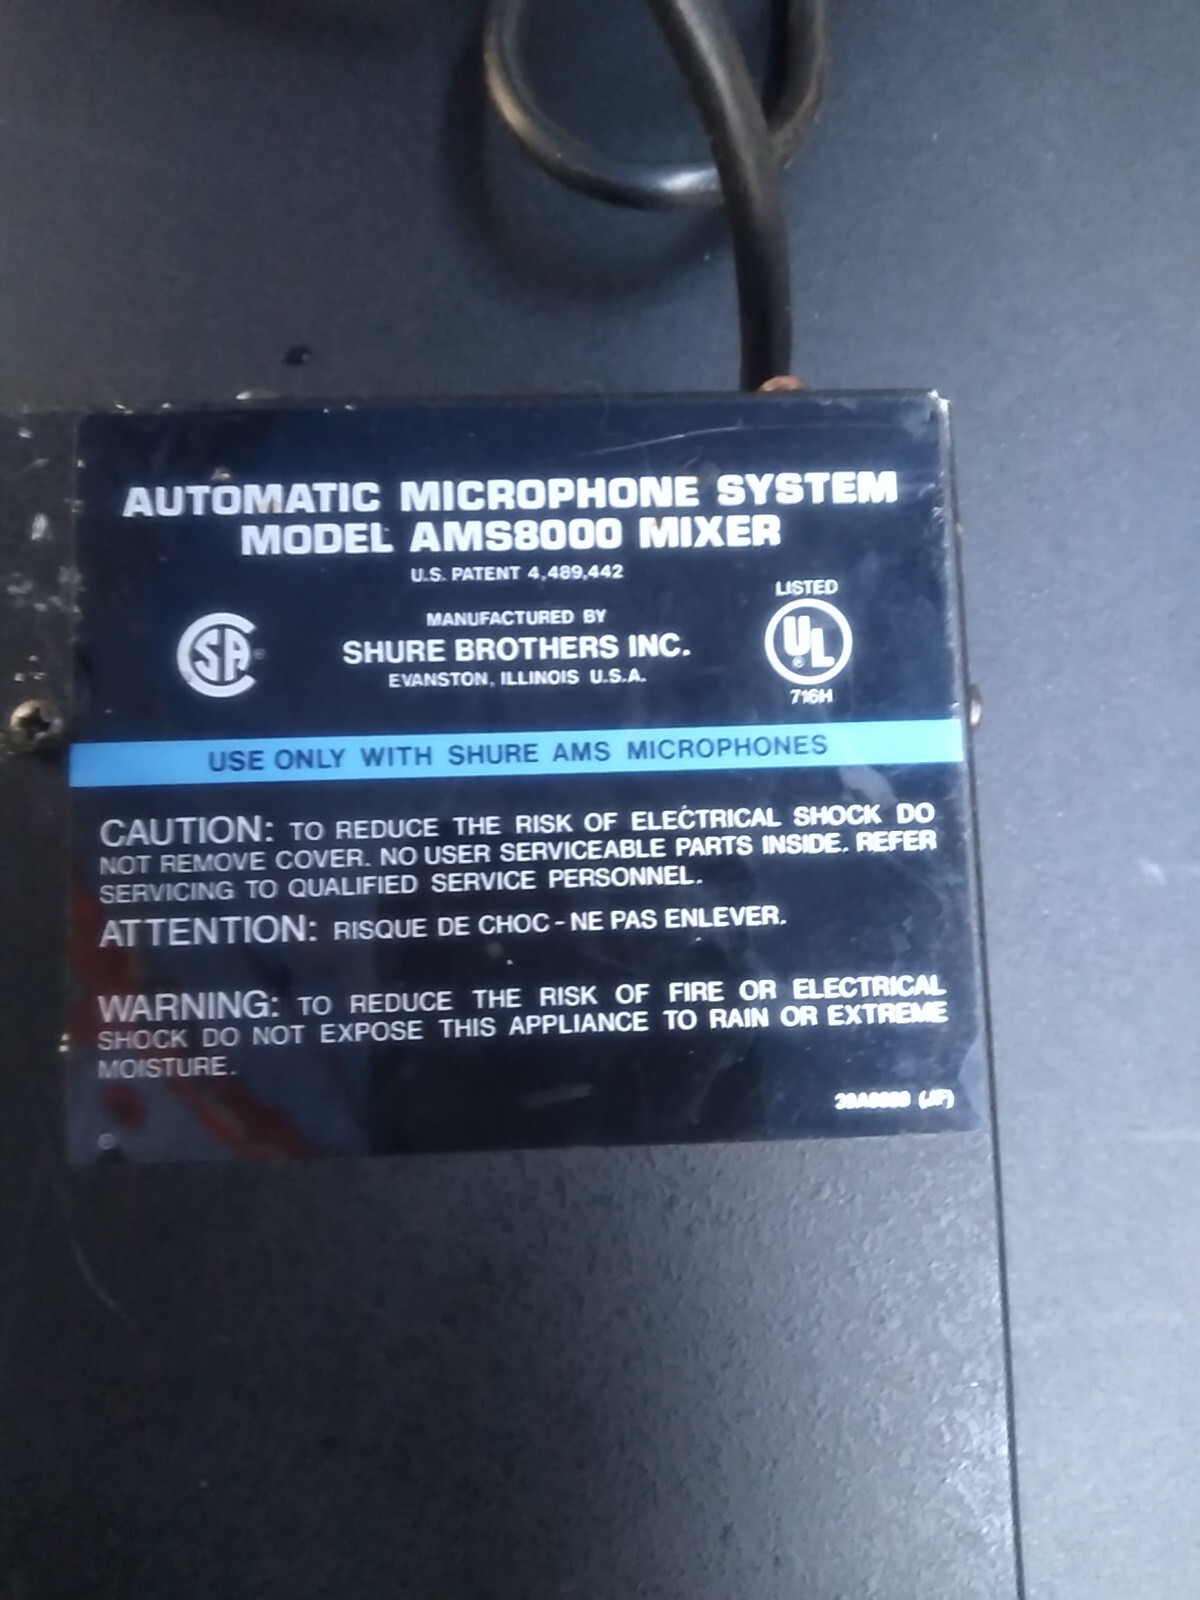 AUTOMATIC MICROPHONE SYSTEM
MODEL AMS8000 MIXER
U.S. PATENT 4,489,442
MANUFACTURED BY
SHURE BROTHERS INC.
EVANSTON, ILLINOIS U.S.A.
CSA
LISTED
UL
716H
USE ONLY WITH SHURE AMS MICROPHONES
CAUTION: TO REDUCE THE RISK OF ELECTRICAL SHOCK DO
NOT REMOVE COVER. NO USER SERVICEABLE PARTS INSIDE. REFER
SERVICING TO QUALIFIED SERVICE PERSONNEL.
ATTENTION: RISQUE DE CHOC - NE PAS ENLEVER.
WARNING: TO REDUCE THE RISK OF FIRE OR ELECTRICAL
SHOCK DO NOT EXPOSE THIS APPLIANCE TO RAIN OR EXTREME
MOISTURE.